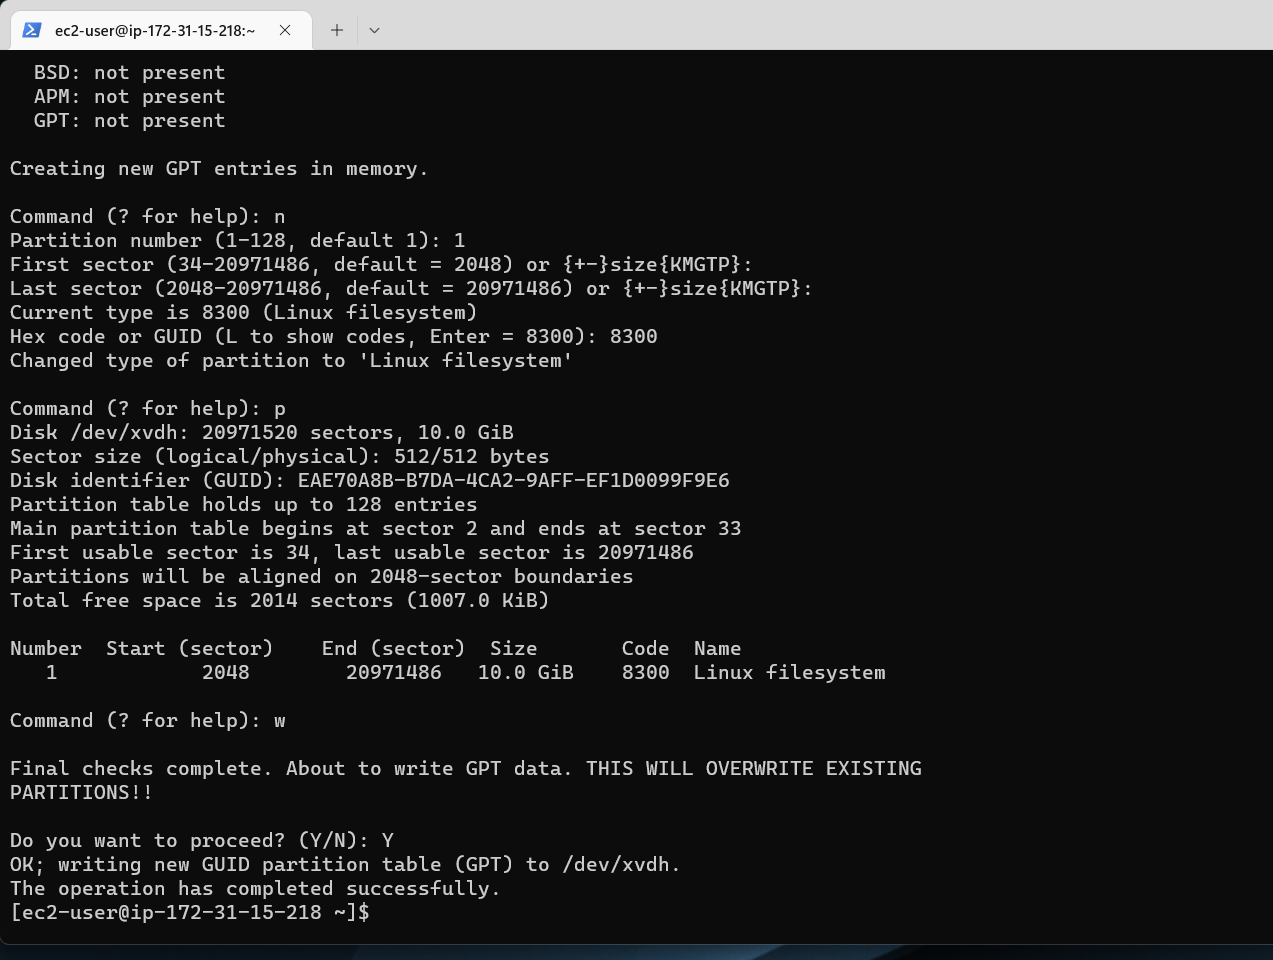 ec2-user@ip-172-31-15-218:~
BSD: not present
APM: not present
GPT: not present
Creating new GPT entries in memory.
Command (? for help): n
Partition number (1-128, default 1): 1
First sector (34-20971486, default = 2048) or {+-}size{KMGTP}:
Last sector (2048-20971486, default = 20971486) or {+-}size{KMGTP}:
Current type is 8300 (Linux filesystem)
Hex code or GUID (L to show codes, Enter = 8300): 8300
Changed type of partition to 'Linux filesystem'
Command (? for help): p
Disk /dev/xvdh: 20971520 sectors, 10.0 GiB
Sector size (logical/physical): 512/512 bytes
Disk identifier (GUID): EAE70A8B-B7DA-4CA2-9AFF-EF1D0099F9E6
Partition table holds up to 128 entries
Main partition table begins at sector 2 and ends at sector 33
First usable sector is 34, last usable sector is 20971486
Partitions will be aligned on 2048-sector boundaries
Total free space is 2014 sectors (1007.0 KiB)
Number  Start (sector)    End (sector)  Size       Code  Name
   1            2048        20971486   10.0 GiB    8300  Linux filesystem
Command (? for help): w
Final checks complete. About to write GPT data. THIS WILL OVERWRITE EXISTING
PARTITIONS!!
Do you want to proceed? (Y/N): Y
OK; writing new GUID partition table (GPT) to /dev/xvdh.
The operation has completed successfully.
[ec2-user@ip-172-31-15-218 ~]$